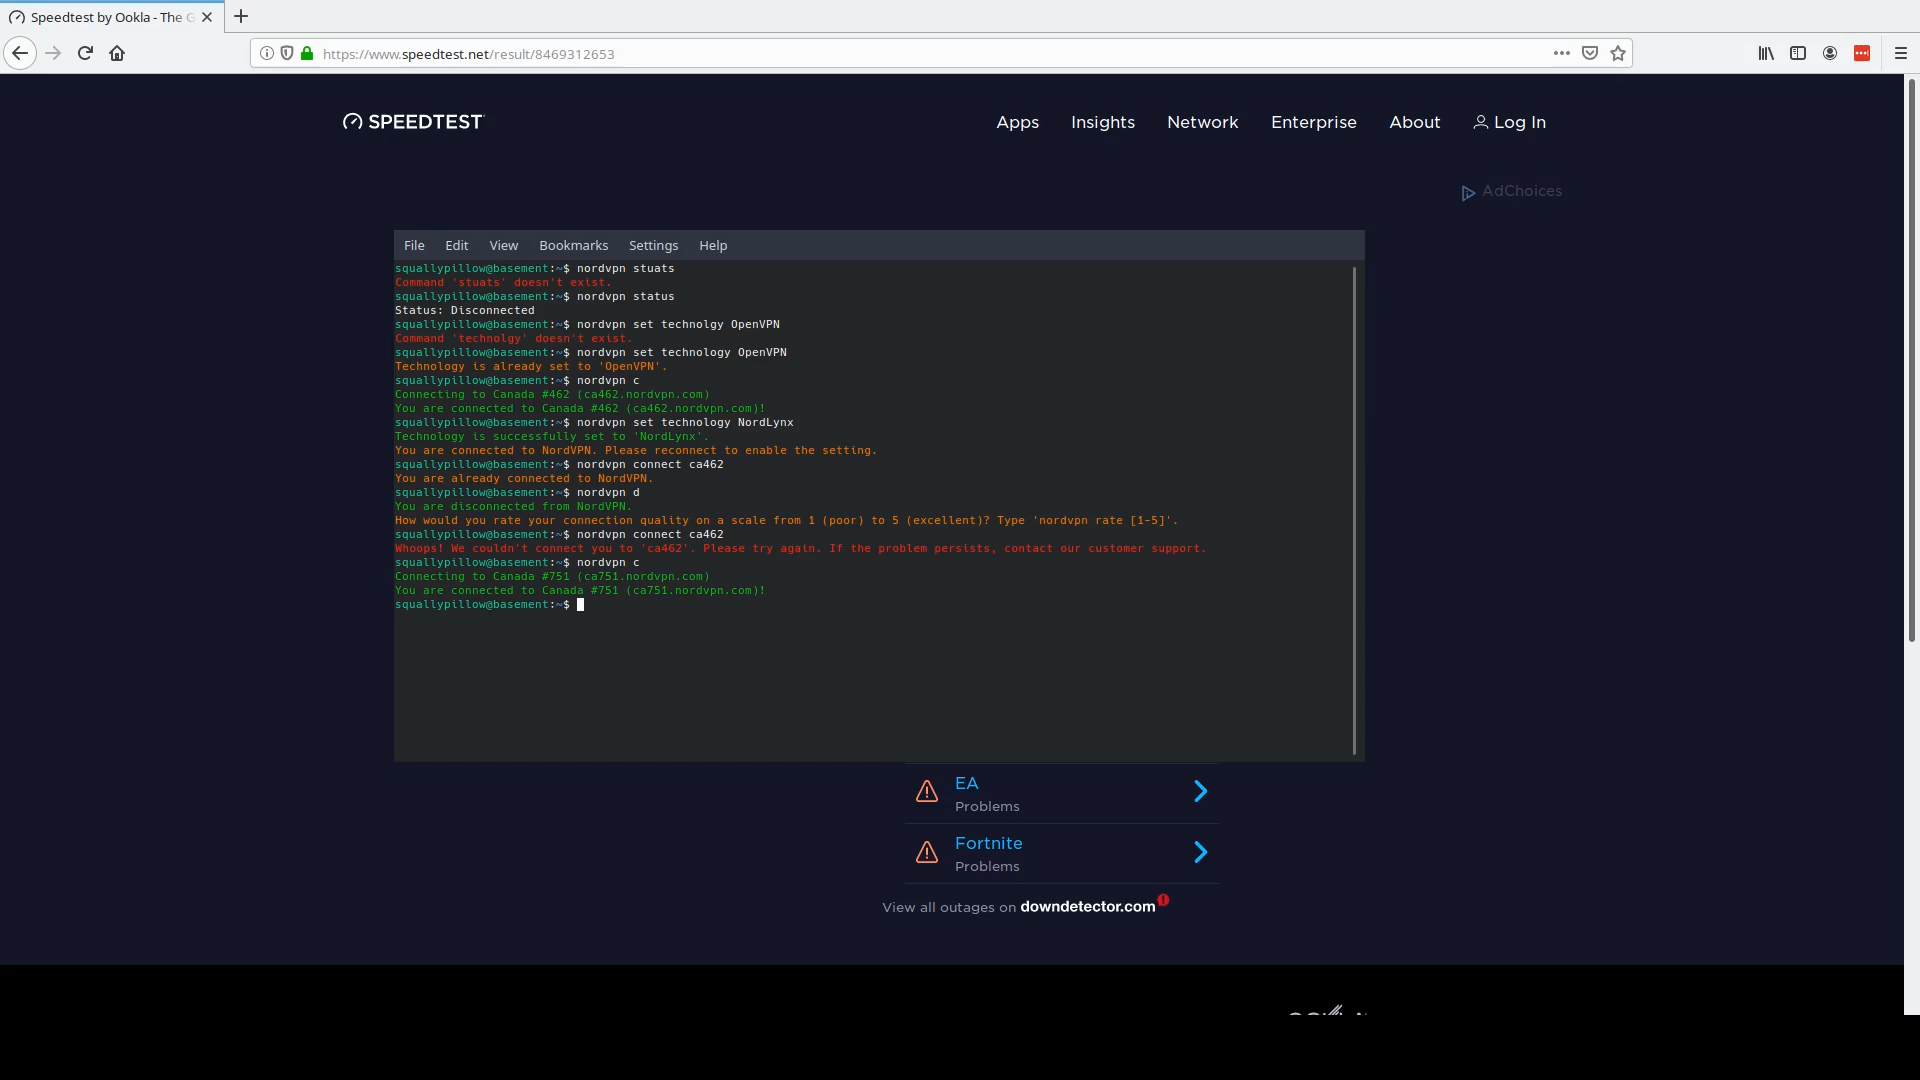 Speedtest by Ookla - The G
https://www.speedtest.net/result/8469312653
SPEEDTEST
Apps
Insights
Network
Enterprise
About
Log In
AdChoices
File Edit View Bookmarks Settings Help
squallypillow@basement:~$ nordvpn stuats
Command 'stuats' doesn't exist.
squallypillow@basement:~$ nordvpn status
Status: Disconnected
squallypillow@basement:~$ nordvpn set technolgy OpenVPN
Command 'technolgy' doesn't exist.
squallypillow@basement:~$ nordvpn set technology OpenVPN
Technology is already set to 'OpenVPN'.
squallypillow@basement:~$ nordvpn c
Connecting to Canada #462 (ca462.nordvpn.com)
You are connected to Canada #462 (ca462.nordvpn.com)!
squallypillow@basement:~$ nordvpn set technology NordLynx
Technology is successfully set to 'NordLynx'.
You are connected to NordVPN. Please reconnect to enable the setting.
squallypillow@basement:~$ nordvpn connect ca462
You are already connected to NordVPN.
squallypillow@basement:~$ nordvpn d
You are disconnected from NordVPN.
How would you rate your connection quality on a scale from 1 (poor) to 5 (excellent)? Type 'nordvpn rate [1-5]'.
squallypillow@basement:~$ nordvpn connect ca462
Whoops! We couldn't connect you to 'ca462'. Please try again. If the problem persists, contact our customer support.
squallypillow@basement:~$ nordvpn c
Connecting to Canada #751 (ca751.nordvpn.com)
You are connected to Canada #751 (ca751.nordvpn.com)!
squallypillow@basement:~$
EA
Problems
Fortnite
Problems
View all outages on downdetector.com